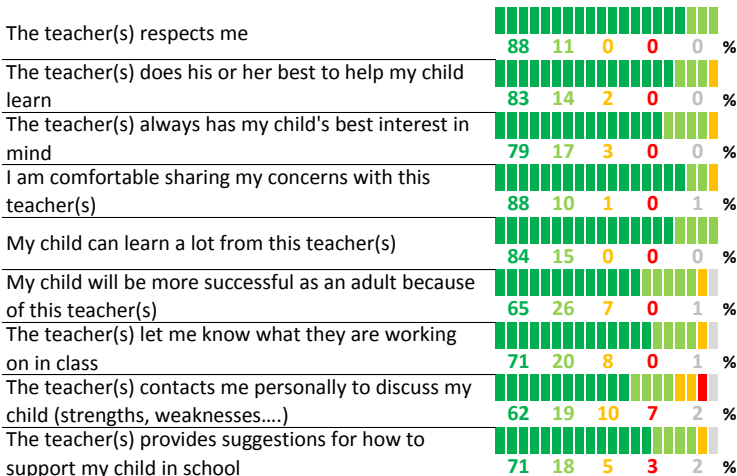 The teacher(s) respects me
88 11 0 0 0 %
The teacher(s) does his or her best to help my child
learn
83 14 2 0 0 %
The teacher(s) always has my child's best interest in
mind
79 17 3 0 0 %
I am comfortable sharing my concerns with this
teacher(s)
88 10 1 0 1 %
My child can learn a lot from this teacher(s)
84 15 0 0 0 %
My child will be more successful as an adult because
of this teacher(s)
65 26 7 0 1 %
The teacher(s) let me know what they are working
on in class
71 20 8 0 1 %
The teacher(s) contacts me personally to discuss my
child (strengths, weaknesses....)
62 19 10 7 2 %
The teacher(s) provides suggestions for how to
support my child in school
71 18 5 3 2 %